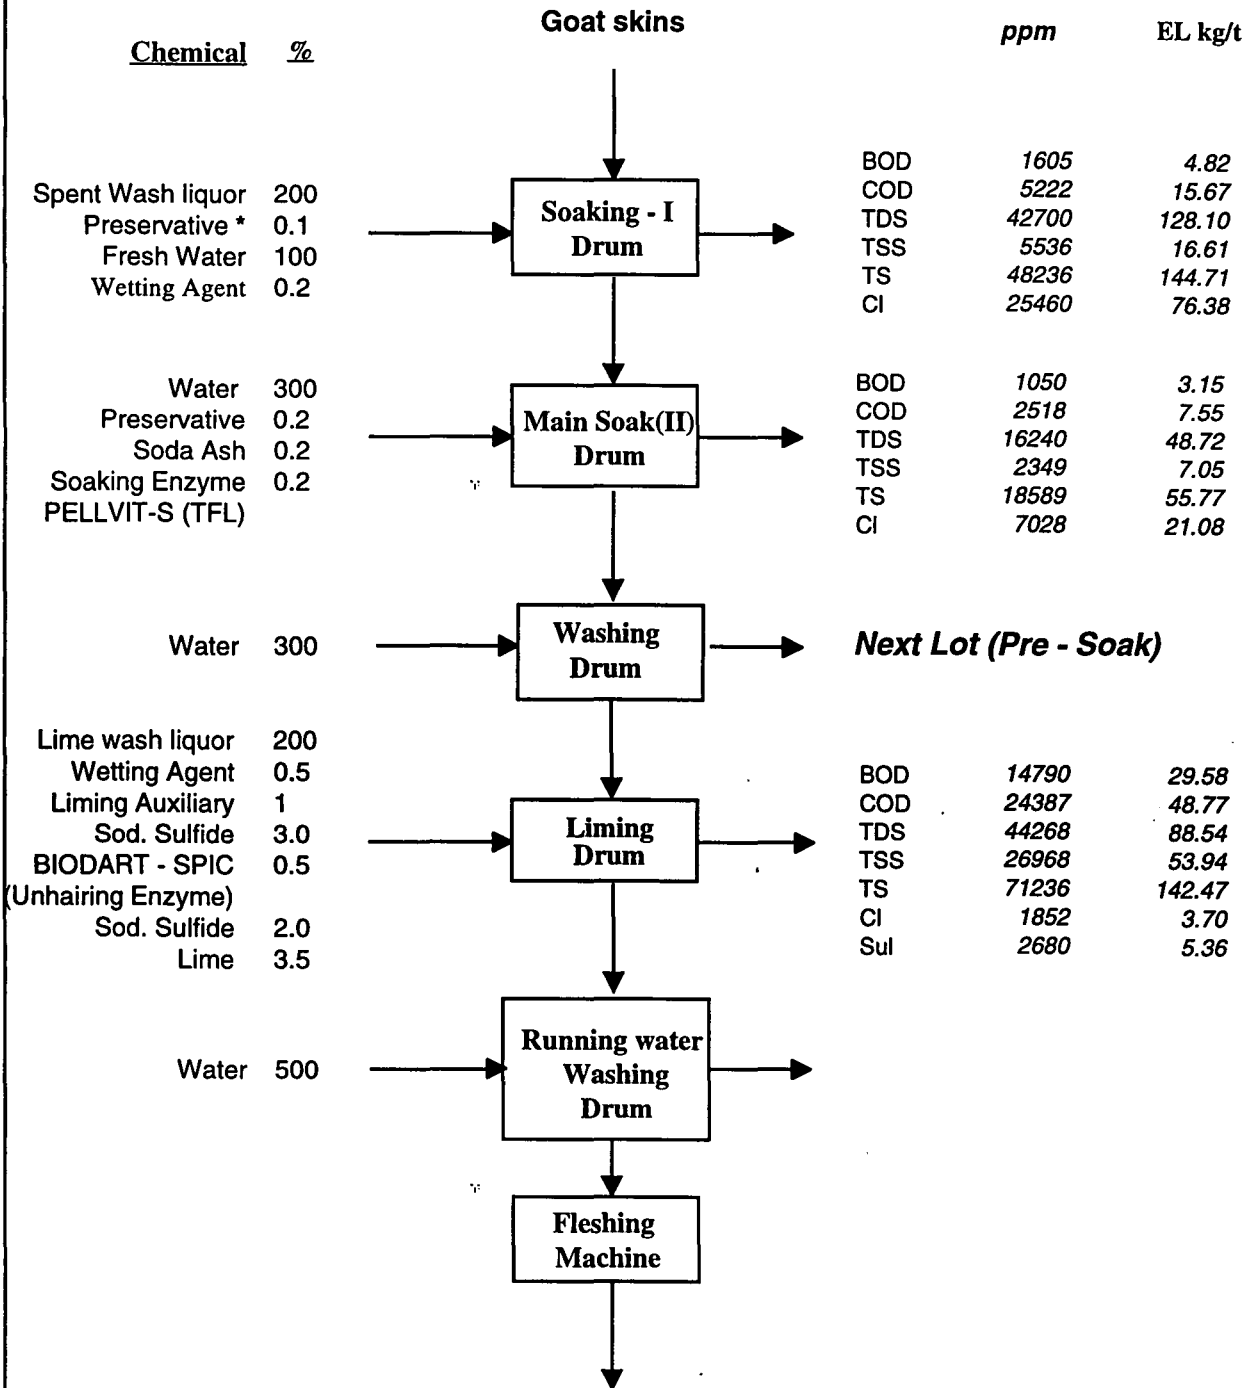 Goat skins
Chemical %
ppm EL kg/t
Spent Wash liquor 200
Preservative * 0.1
Fresh Water 100
Wetting Agent 0.2
Soaking - I
Drum
BOD 1605 4.82
COD 5222 15.67
TDS 42700 128.10
TSS 5536 16.61
TS 48236 144.71
Cl 25460 76.38
Water 300
Preservative 0.2
Soda Ash 0.2
Soaking Enzyme 0.2
PELLVIT-S (TFL)
Main Soak(II)
Drum
BOD 1050 3.15
COD 2518 7.55
TDS 16240 48.72
TSS 2349 7.05
TS 18589 55.77
Cl 7028 21.08
Water 300
Washing
Drum
Next Lot (Pre - Soak)
Lime wash liquor 200
Wetting Agent 0.5
Liming Auxiliary 1
Sod. Sulfide 3.0
BIODART - SPIC 0.5
(Unhairing Enzyme)
Sod. Sulfide 2.0
Lime 3.5
Liming
Drum
BOD 14790 29.58
COD 24387 48.77
TDS 44268 88.54
TSS 26968 53.94
TS 71236 142.47
Cl 1852 3.70
Sul 2680 5.36
Water 500
Running water
Washing
Drum
Fleshing
Machine